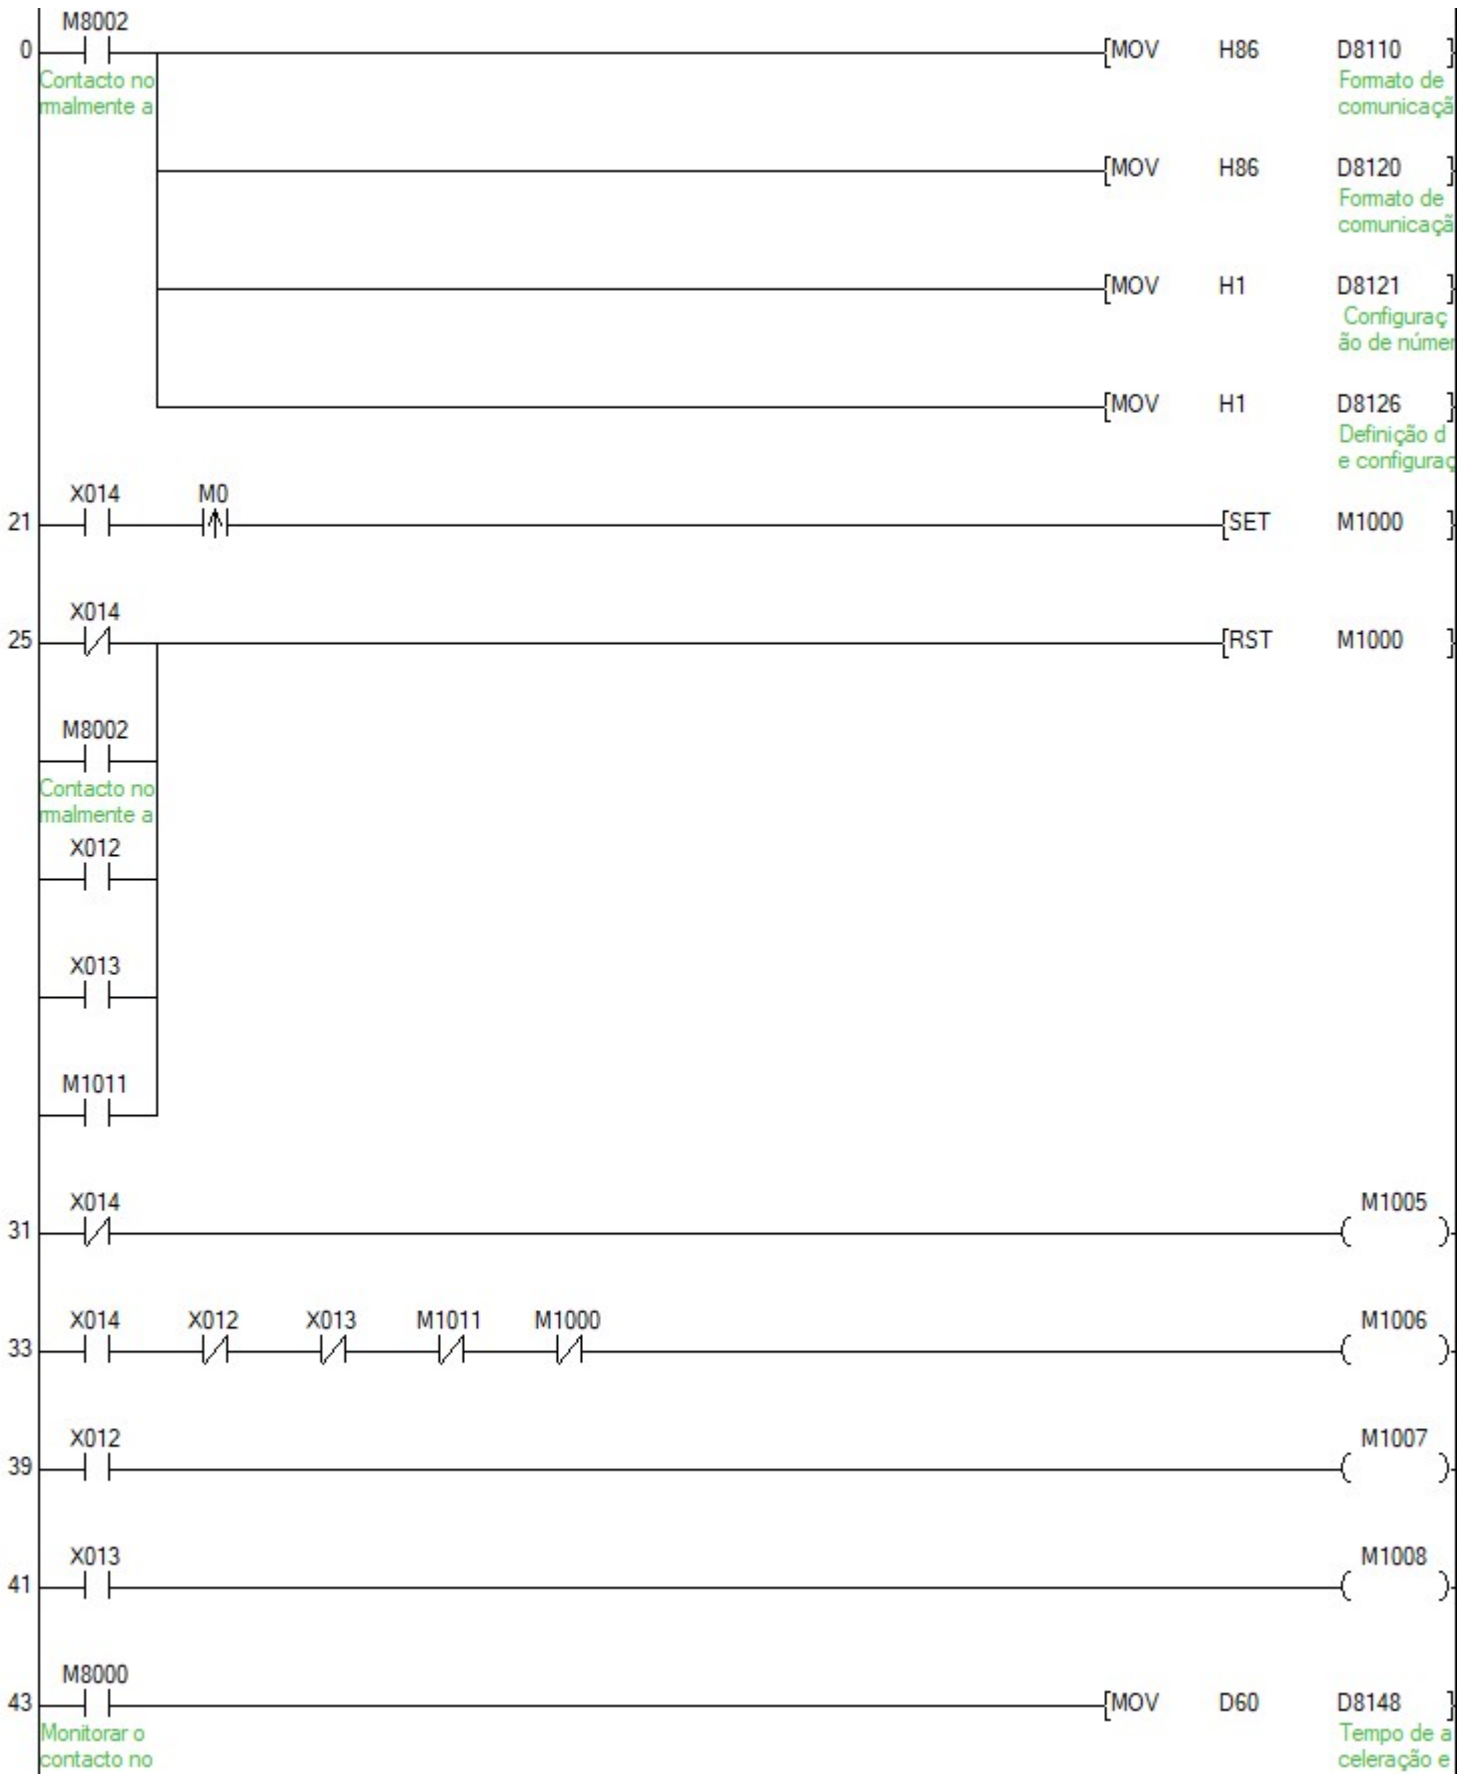 M8002
0 [MOV H86 D8110 ]
Contacto no
rmalmente a
Formato de
comunicaçã
[MOV H86 D8120 ]
Formato de
comunicaçã
[MOV H1 D8121 ]
Configuraç
ão de númer
[MOV H1 D8126 ]
Definição d
e configuraç
X014 M0
21 [SET M1000 ]
X014
25 [RST M1000 ]
M8002
Contacto no
rmalmente a
X012
X013
M1011
X014 M1005
31 ( )
X014 X012 X013 M1011 M1000 M1006
33 ( )
X012 M1007
39 ( )
X013 M1008
41 ( )
M8000
43 [MOV D60 D8148 ]
Monitorar o
contacto no
Tempo de a
celeração e